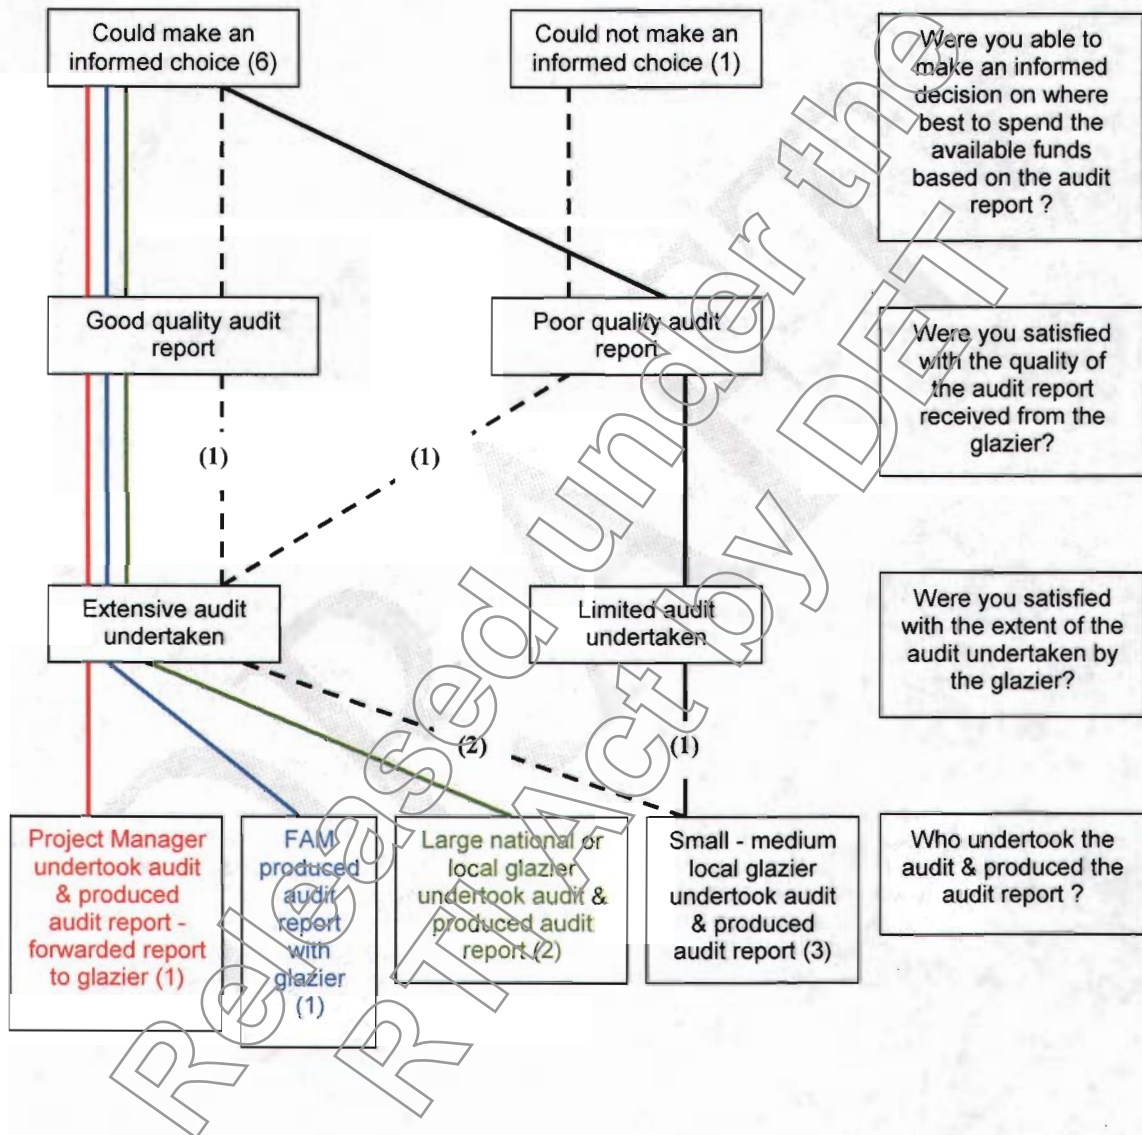 Could make an
informed choice (6)
Could not make an
informed choice (1)
Were you able to
make an informed
decision on where
best to spend the
available funds
based on the audit
report ?
Good quality audit
report
Poor quality audit
report
Were you satisfied
with the quality of
the audit report
received from the
glazier?
(1)
(1)
Extensive audit
undertaken
Limited audit
undertaken
Were you satisfied
with the extent of the
audit undertaken by
the glazier?
(2)
(1)
Project Manager
undertook audit
& produced
audit report -
forwarded report
to glazier (1)
FAM
produced
audit
report
with
glazier
(1)
Large national or
local glazier
undertook audit &
produced audit
report (2)
Small - medium
local glazier
undertook audit
& produced
audit report (3)
Who undertook the
audit & produced the
audit report ?
Released under the
RTI Act by DET